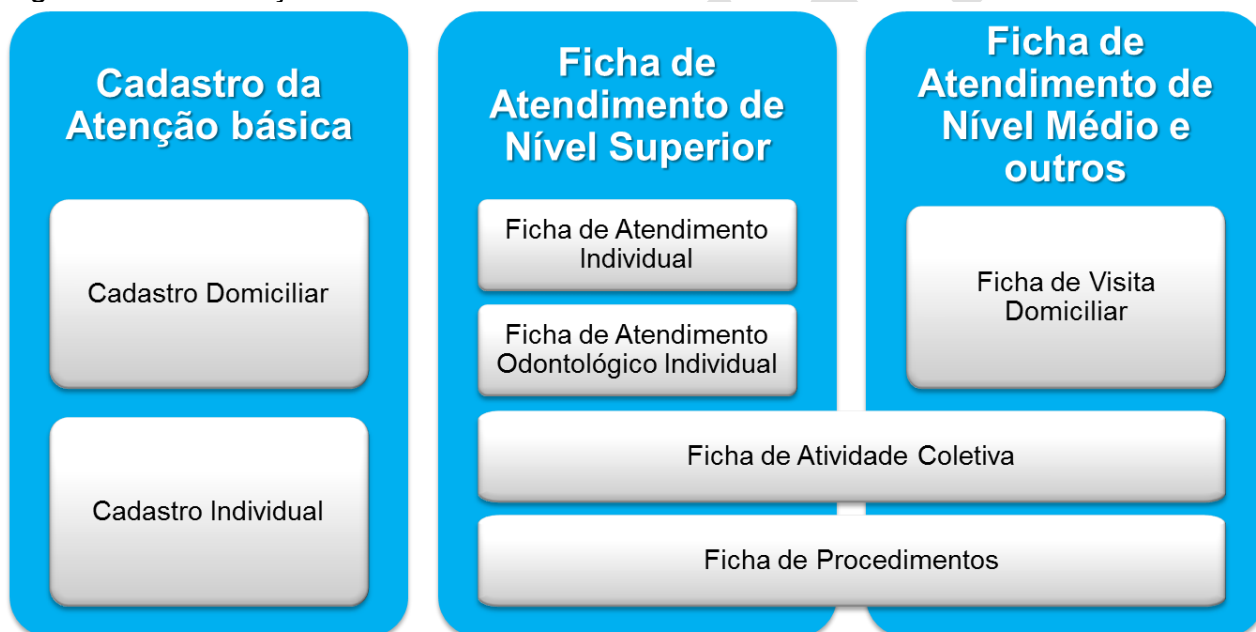 Cadastro da
Atenção básica
Cadastro Domiciliar
Cadastro Individual
Ficha de
Atendimento de
Nível Superior
Ficha de Atendimento
Individual
Ficha de Atendimento
Odontológico Individual
Ficha de
Atendimento de
Nível Médio e
outros
Ficha de Visita
Domiciliar
Ficha de Atividade Coletiva
Ficha de Procedimentos